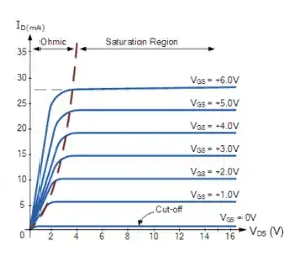 ID(mA)
Ohmic
Saturation Region
35
30
25
20
15
10
5
0
VGS = +6.0V
VGS = +5.0V
VGS = +4.0V
VGS = +3.0V
VGS = +2.0V
VGS = +1.0V
Cut-off
VGS = 0V
0 2 4 6 8 10 12 14 16
VDS (V)